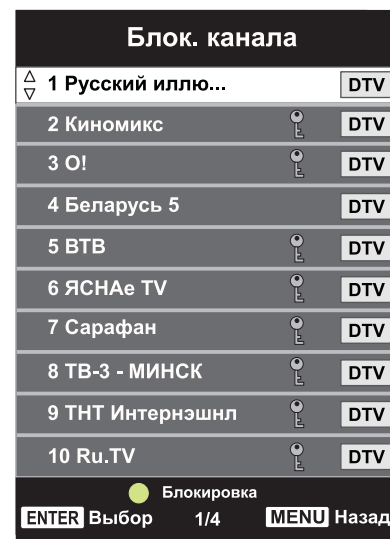 Блок. канала
1 Русский иллю... DTV
2 Киномикс DTV
3 О! DTV
4 Беларусь 5 DTV
5 ВТВ DTV
6 ЯСНАе TV DTV
7 Сарафан DTV
8 ТВ-3 - МИНСК DTV
9 ТНТ Интернэшнл DTV
10 Ru.TV DTV
Блокировка
ENTER Выбор 1/4 MENU Назад